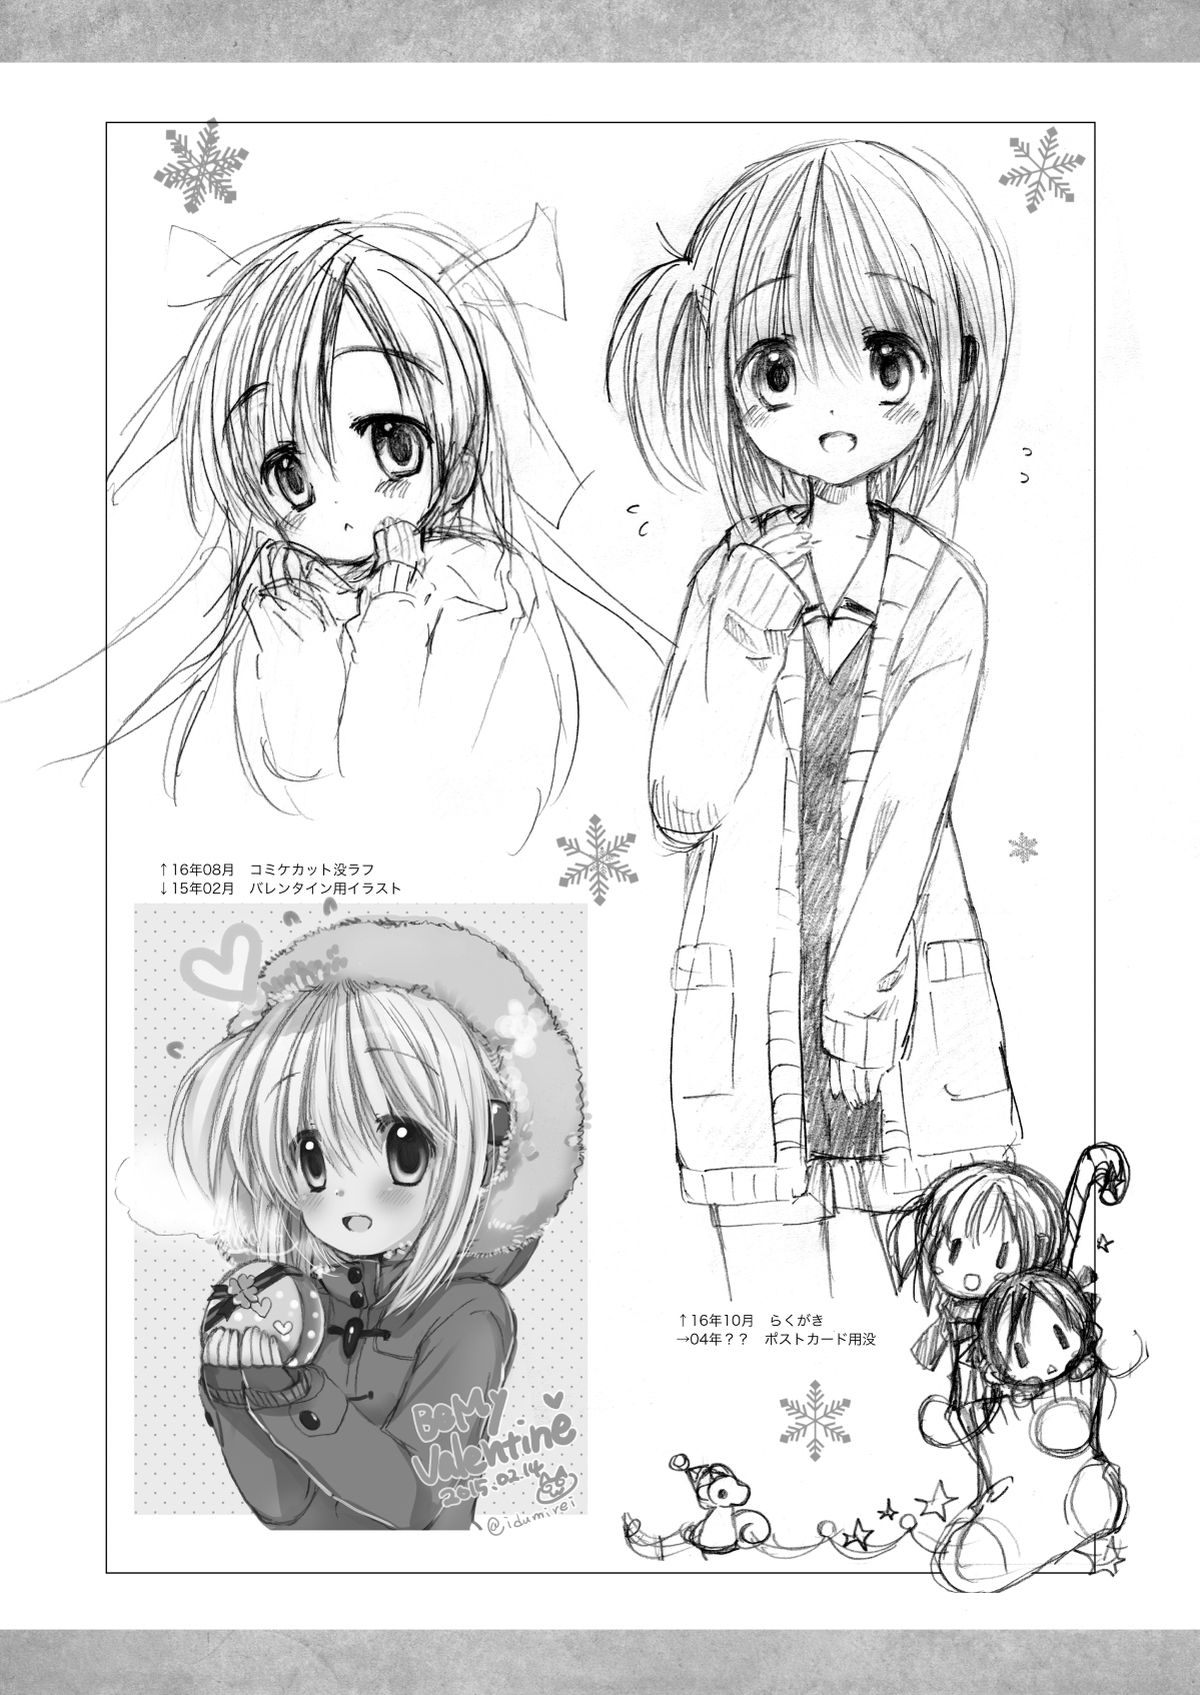 ↑16年08月　コミケカット没ラフ
↓15年02月　バレンタイン用イラスト
BeMy
Valentine
2015.02.14
@idumirei
↑16年10月　らくがき
→04年？？　ポストカード用没